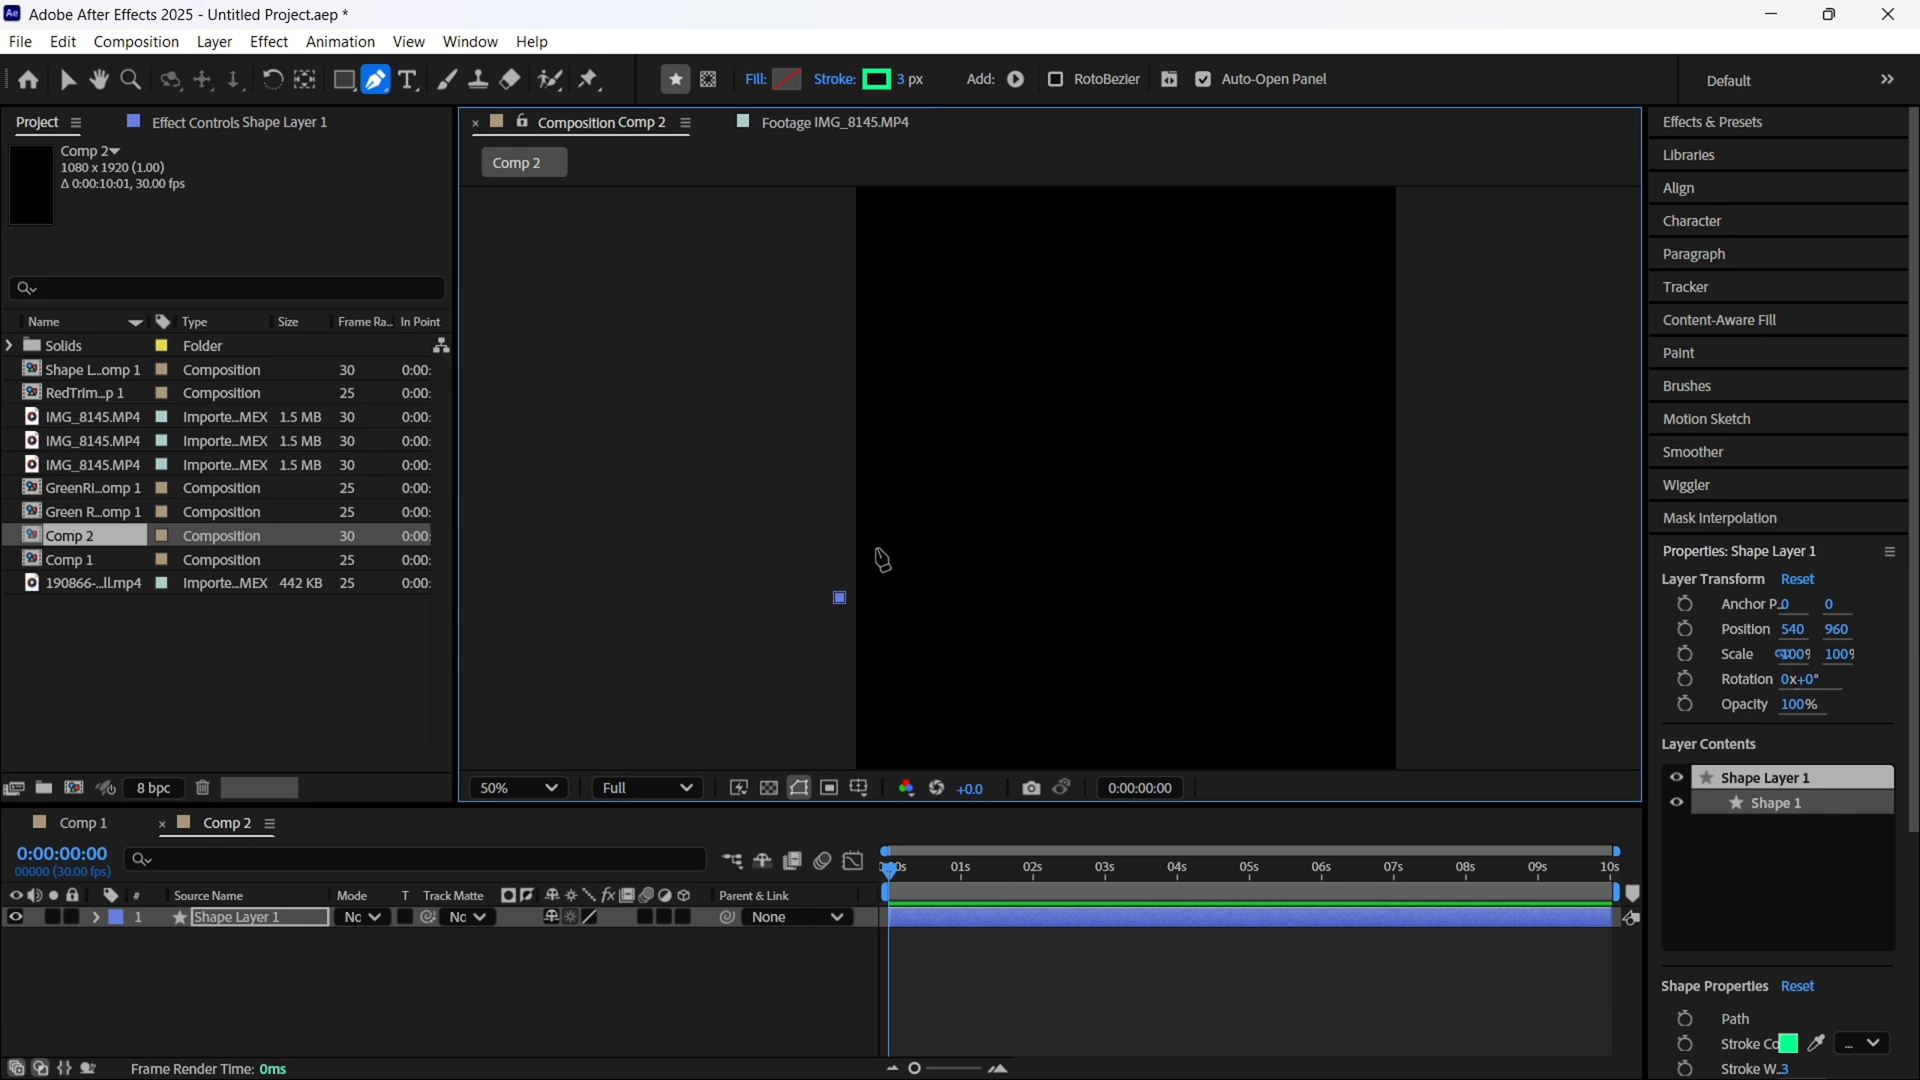 Adobe After Effects 2025 - Untitled Project.aep *
File Edit Composition Layer Effect Animation View Window Help
Fill: Stroke: 3 px Add: RotoBezier Auto-Open Panel Default
Project Effect Controls Shape Layer 1 Composition Comp 2 Footage IMG_8145.MP4
Comp 2
1080 x 1920 (1.00)
Δ 0:00:10:01, 30.00 fps
Comp 2
Name Type Size Frame Ra... In Point
Solids Folder
Shape L...omp 1 Composition 30 0:00:
RedTrim...p 1 Composition 25 0:00:
IMG_8145.MP4 Importe...MEX 1.5 MB 30 0:00:
IMG_8145.MP4 Importe...MEX 1.5 MB 30 0:00:
IMG_8145.MP4 Importe...MEX 1.5 MB 30 0:00:
GreenRi...omp 1 Composition 25 0:00:
Green R...omp 1 Composition 25 0:00:
Comp 2 Composition 30 0:00:
Comp 1 Composition 25 0:00:
190866-...ll.mp4 Importe...MEX 442 KB 25 0:00:
8 bpc
50% Full +0.0 0:00:00:00
Effects & Presets
Libraries
Align
Character
Paragraph
Tracker
Content-Aware Fill
Paint
Brushes
Motion Sketch
Smoother
Wiggler
Mask Interpolation
Properties: Shape Layer 1
Layer Transform Reset
Anchor P... 0 0
Position 540 960
Scale 100% 100%
Rotation 0x+0°
Opacity 100%
Layer Contents
Shape Layer 1
Shape 1
Shape Properties Reset
Path
Stroke Co ...
Stroke W... 3
Comp 1 Comp 2
0:00:00:00
00000 (30.00 fps)
# Source Name Mode T Track Matte fx Parent & Link
1 Shape Layer 1 Nc Nc None
01s 02s 03s 04s 05s 06s 07s 08s 09s 10s
Frame Render Time: 0ms